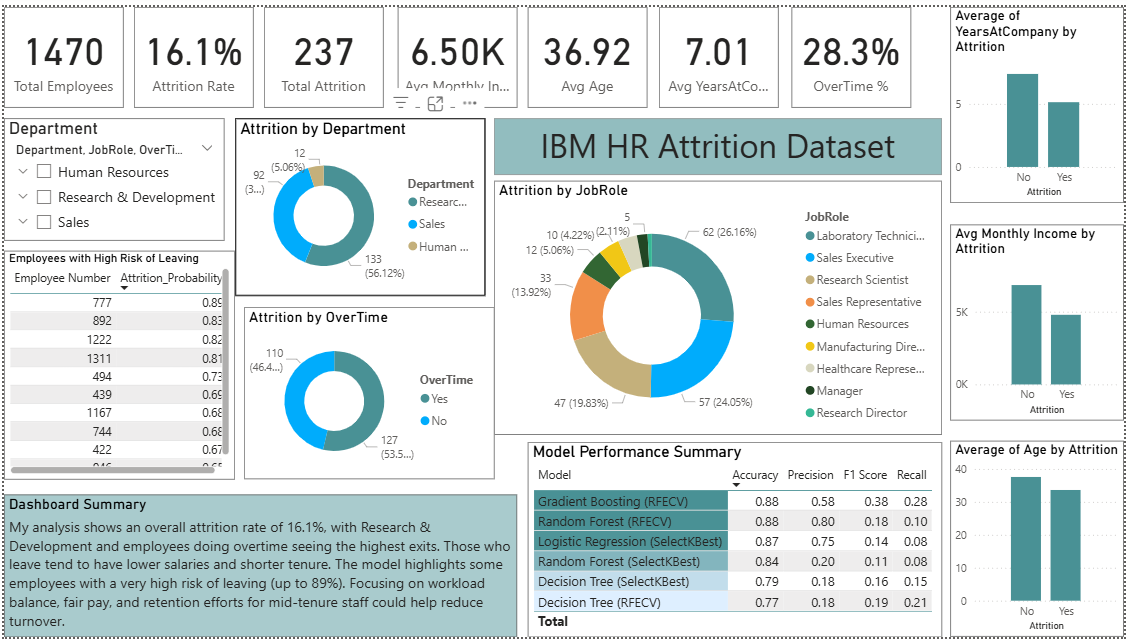 1470
Total Employees
16.1%
Attrition Rate
237
Total Attrition
6.50K
Avg Monthly In...
36.92
Avg Age
7.01
Avg YearsAtCo...
28.3%
OverTime %
Average of
YearsAtCompany by
Attrition
5
0
No Yes
Attrition
Department
Department, JobRole, OverTi...
Human Resources
Research & Development
Sales
Attrition by Department
12
(5.06%)
92
(3...)
133
(56.12%)
Department
Researc...
Sales
Human ...
IBM HR Attrition Dataset
Attrition by JobRole
5
(2.11%)
10 (4.22%)
12 (5.06%)
33
(13.92%)
47 (19.83%)
57 (24.05%)
62 (26.16%)
JobRole
Laboratory Technici...
Sales Executive
Research Scientist
Sales Representative
Human Resources
Manufacturing Dire...
Healthcare Represe...
Manager
Research Director
Avg Monthly Income by
Attrition
5K
0K
No Yes
Attrition
Employees with High Risk of Leaving
Employee Number Attrition_Probability
777 0.89
892 0.83
1222 0.82
1311 0.81
494 0.73
439 0.69
1167 0.68
744 0.68
422 0.67
Attrition by OverTime
110
(46.4...)
127
(53.5...)
OverTime
Yes
No
Model Performance Summary
Model Accuracy Precision F1 Score Recall
Gradient Boosting (RFECV) 0.88 0.58 0.38 0.28
Random Forest (RFECV) 0.88 0.80 0.18 0.10
Logistic Regression (SelectKBest) 0.87 0.75 0.14 0.08
Random Forest (SelectKBest) 0.84 0.20 0.11 0.08
Decision Tree (SelectKBest) 0.79 0.18 0.16 0.15
Decision Tree (RFECV) 0.77 0.18 0.19 0.21
Total
Average of Age by Attrition
40
30
20
10
0
No Yes
Attrition
Dashboard Summary
My analysis shows an overall attrition rate of 16.1%, with Research &
Development and employees doing overtime seeing the highest exits. Those who
leave tend to have lower salaries and shorter tenure. The model highlights some
employees with a very high risk of leaving (up to 89%). Focusing on workload
balance, fair pay, and retention efforts for mid-tenure staff could help reduce
turnover.